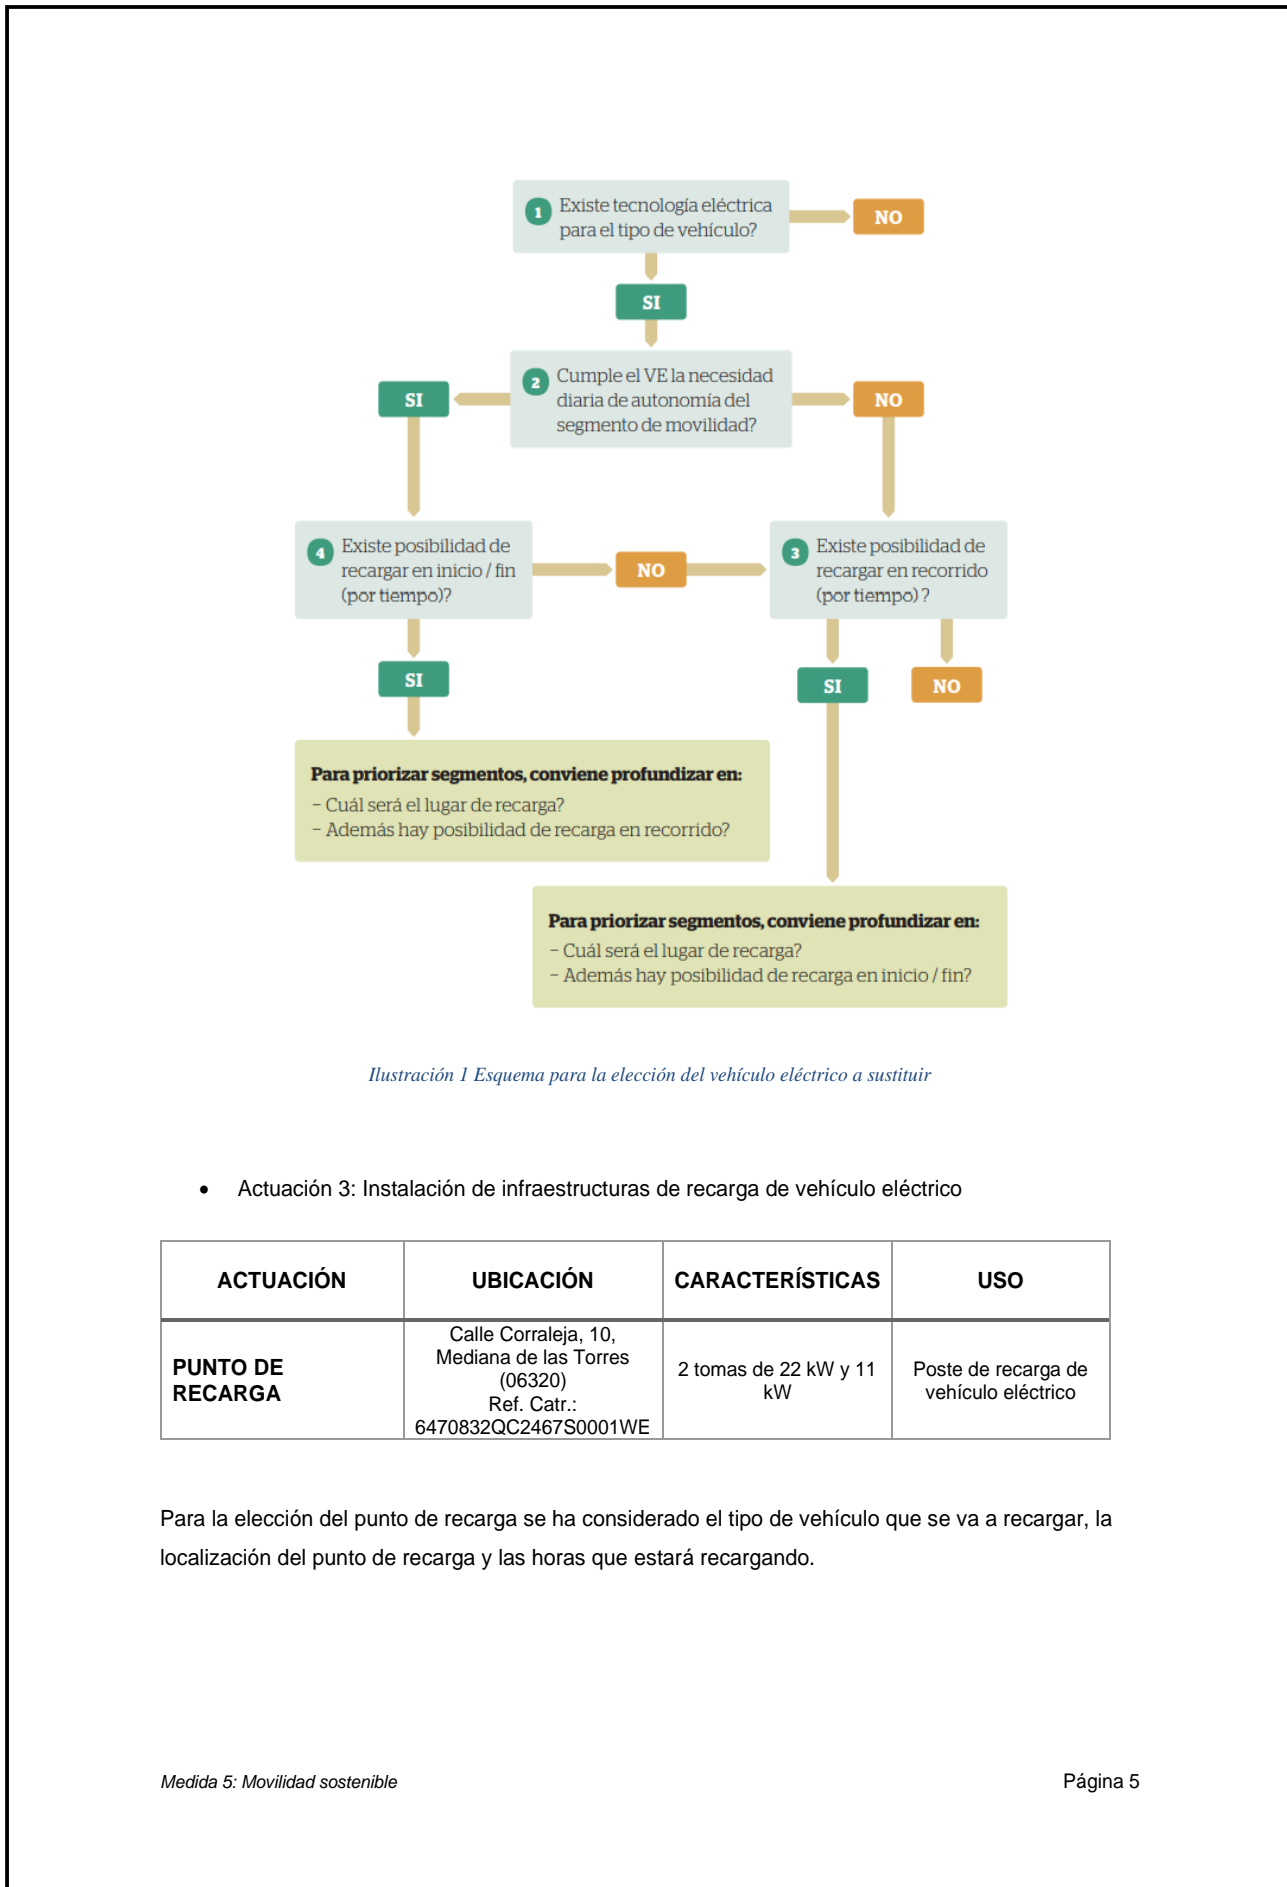 1 Existe tecnología eléctrica
para el tipo de vehículo?
NO
SI
2 Cumple el VE la necesidad
diaria de autonomía del
segmento de movilidad?
SI
NO
4 Existe posibilidad de
recargar en inicio / fin
(por tiempo)?
NO
3 Existe posibilidad de
recargar en recorrido
(por tiempo) ?
SI
SI
NO
Para priorizar segmentos, conviene profundizar en:
– Cuál será el lugar de recarga?
– Además hay posibilidad de recarga en recorrido?
Para priorizar segmentos, conviene profundizar en:
– Cuál será el lugar de recarga?
– Además hay posibilidad de recarga en inicio / fin?
Ilustración 1 Esquema para la elección del vehículo eléctrico a sustituir
• Actuación 3: Instalación de infraestructuras de recarga de vehículo eléctrico
ACTUACIÓN
UBICACIÓN
CARACTERÍSTICAS
USO
PUNTO DE
RECARGA
Calle Corraleja, 10,
Mediana de las Torres
(06320)
Ref. Catr.:
6470832QC2467S0001WE
2 tomas de 22 kW y 11
kW
Poste de recarga de
vehículo eléctrico
Para la elección del punto de recarga se ha considerado el tipo de vehículo que se va a recargar, la
localización del punto de recarga y las horas que estará recargando.
Medida 5: Movilidad sostenible
Página 5